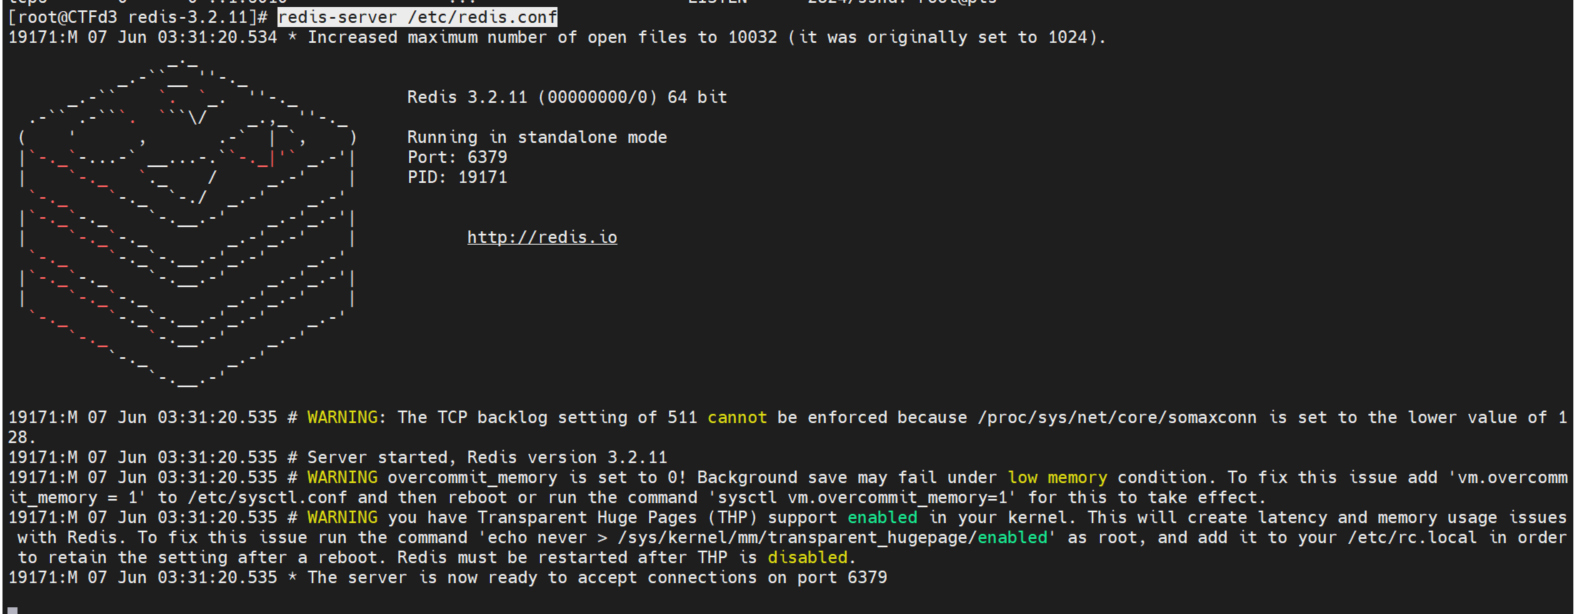 [root@CTFd3 redis-3.2.11]# redis-server /etc/redis.conf
19171:M 07 Jun 03:31:20.534 * Increased maximum number of open files to 10032 (it was originally set to 1024).
Redis 3.2.11 (00000000/0) 64 bit
Running in standalone mode
Port: 6379
PID: 19171
http://redis.io
19171:M 07 Jun 03:31:20.535 # WARNING: The TCP backlog setting of 511 cannot be enforced because /proc/sys/net/core/somaxconn is set to the lower value of 1
28.
19171:M 07 Jun 03:31:20.535 # Server started, Redis version 3.2.11
19171:M 07 Jun 03:31:20.535 # WARNING overcommit_memory is set to 0! Background save may fail under low memory condition. To fix this issue add 'vm.overcomm
it_memory = 1' to /etc/sysctl.conf and then reboot or run the command 'sysctl vm.overcommit_memory=1' for this to take effect.
19171:M 07 Jun 03:31:20.535 # WARNING you have Transparent Huge Pages (THP) support enabled in your kernel. This will create latency and memory usage issues
with Redis. To fix this issue run the command 'echo never > /sys/kernel/mm/transparent_hugepage/enabled' as root, and add it to your /etc/rc.local in order
to retain the setting after a reboot. Redis must be restarted after THP is disabled.
19171:M 07 Jun 03:31:20.535 * The server is now ready to accept connections on port 6379